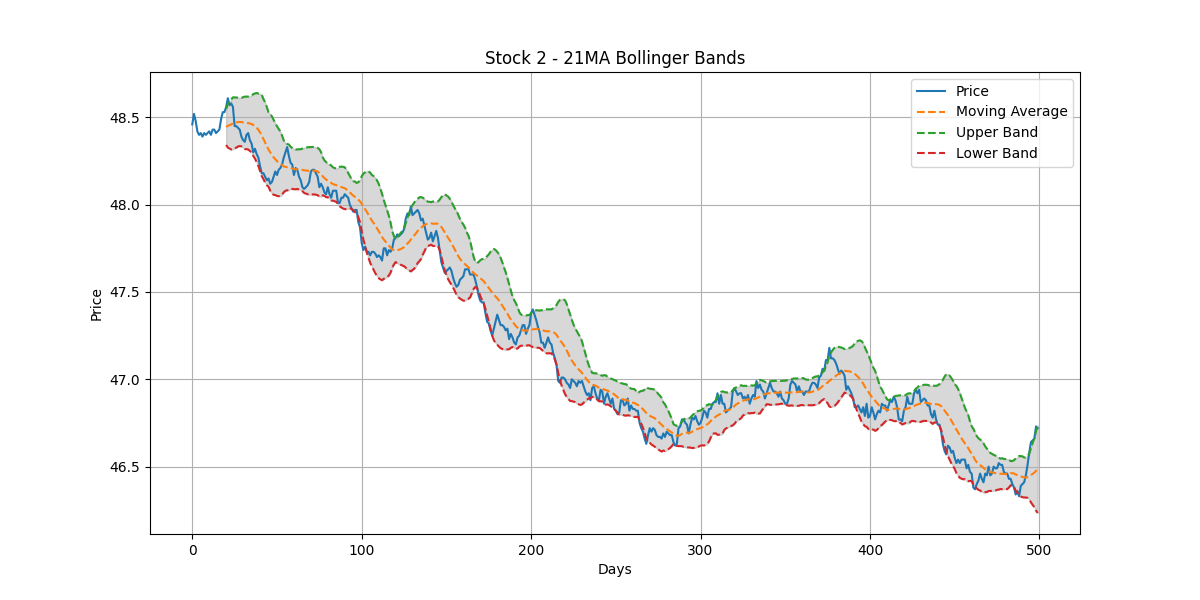 Stock 2 - 21MA Bollinger Bands
Price
Moving Average
Upper Band
Lower Band
48.5
48.0
47.5
47.0
46.5
Price
0 100 200 300 400 500
Days